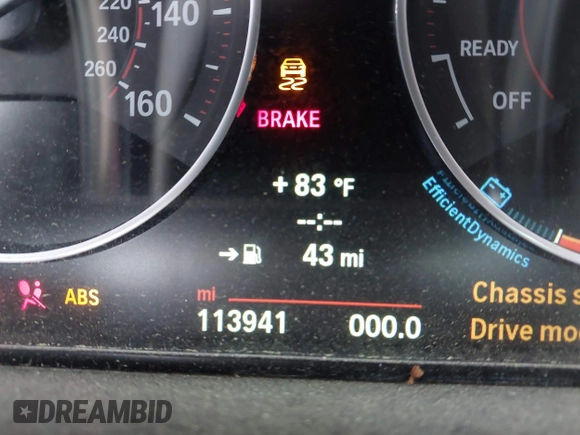 220
140
240
260
160
READY
OFF
BRAKE
+ 83 °F
--:--
43 mi
EfficientDynamics
ABS
mi
113941
000.0
Chassis s
Drive mo
DREAMBID